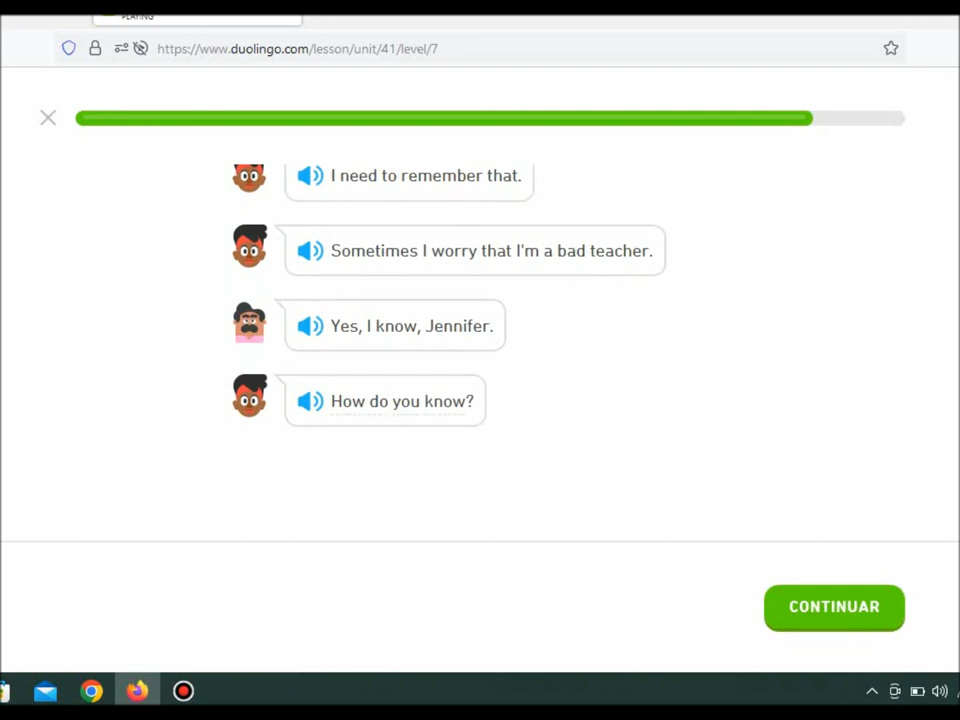 PLAYING
https://www.duolingo.com/lesson/unit/41/level/7
I need to remember that.
Sometimes I worry that I'm a bad teacher.
Yes, I know, Jennifer.
How do you know?
CONTINUAR